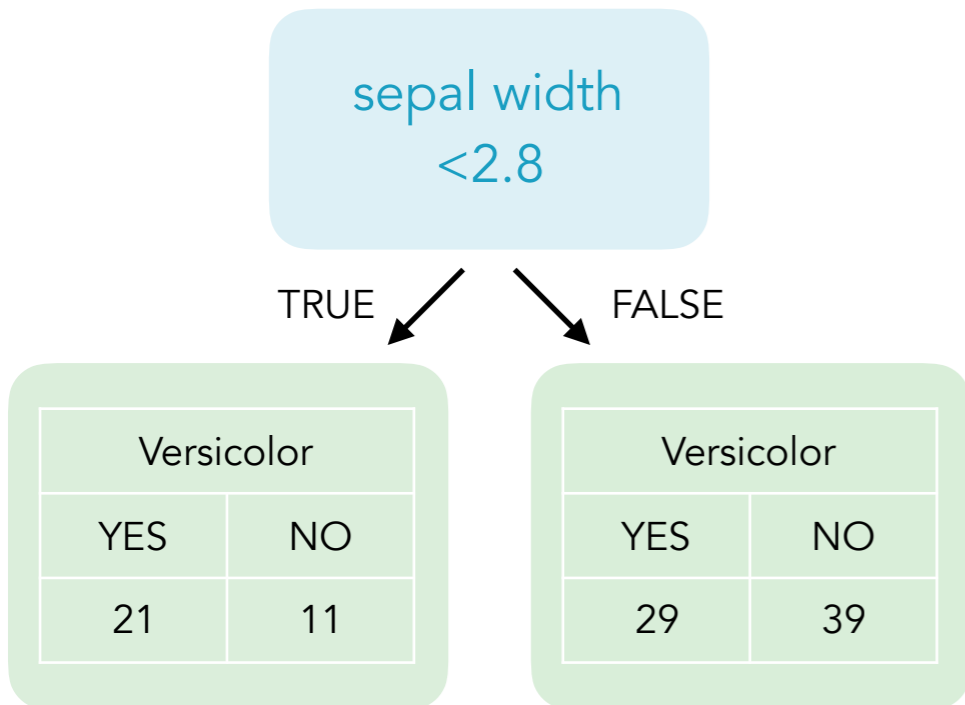 sepal width
<2.8
TRUE FALSE
Versicolor Versicolor
YES NO YES NO
21 11 29 39